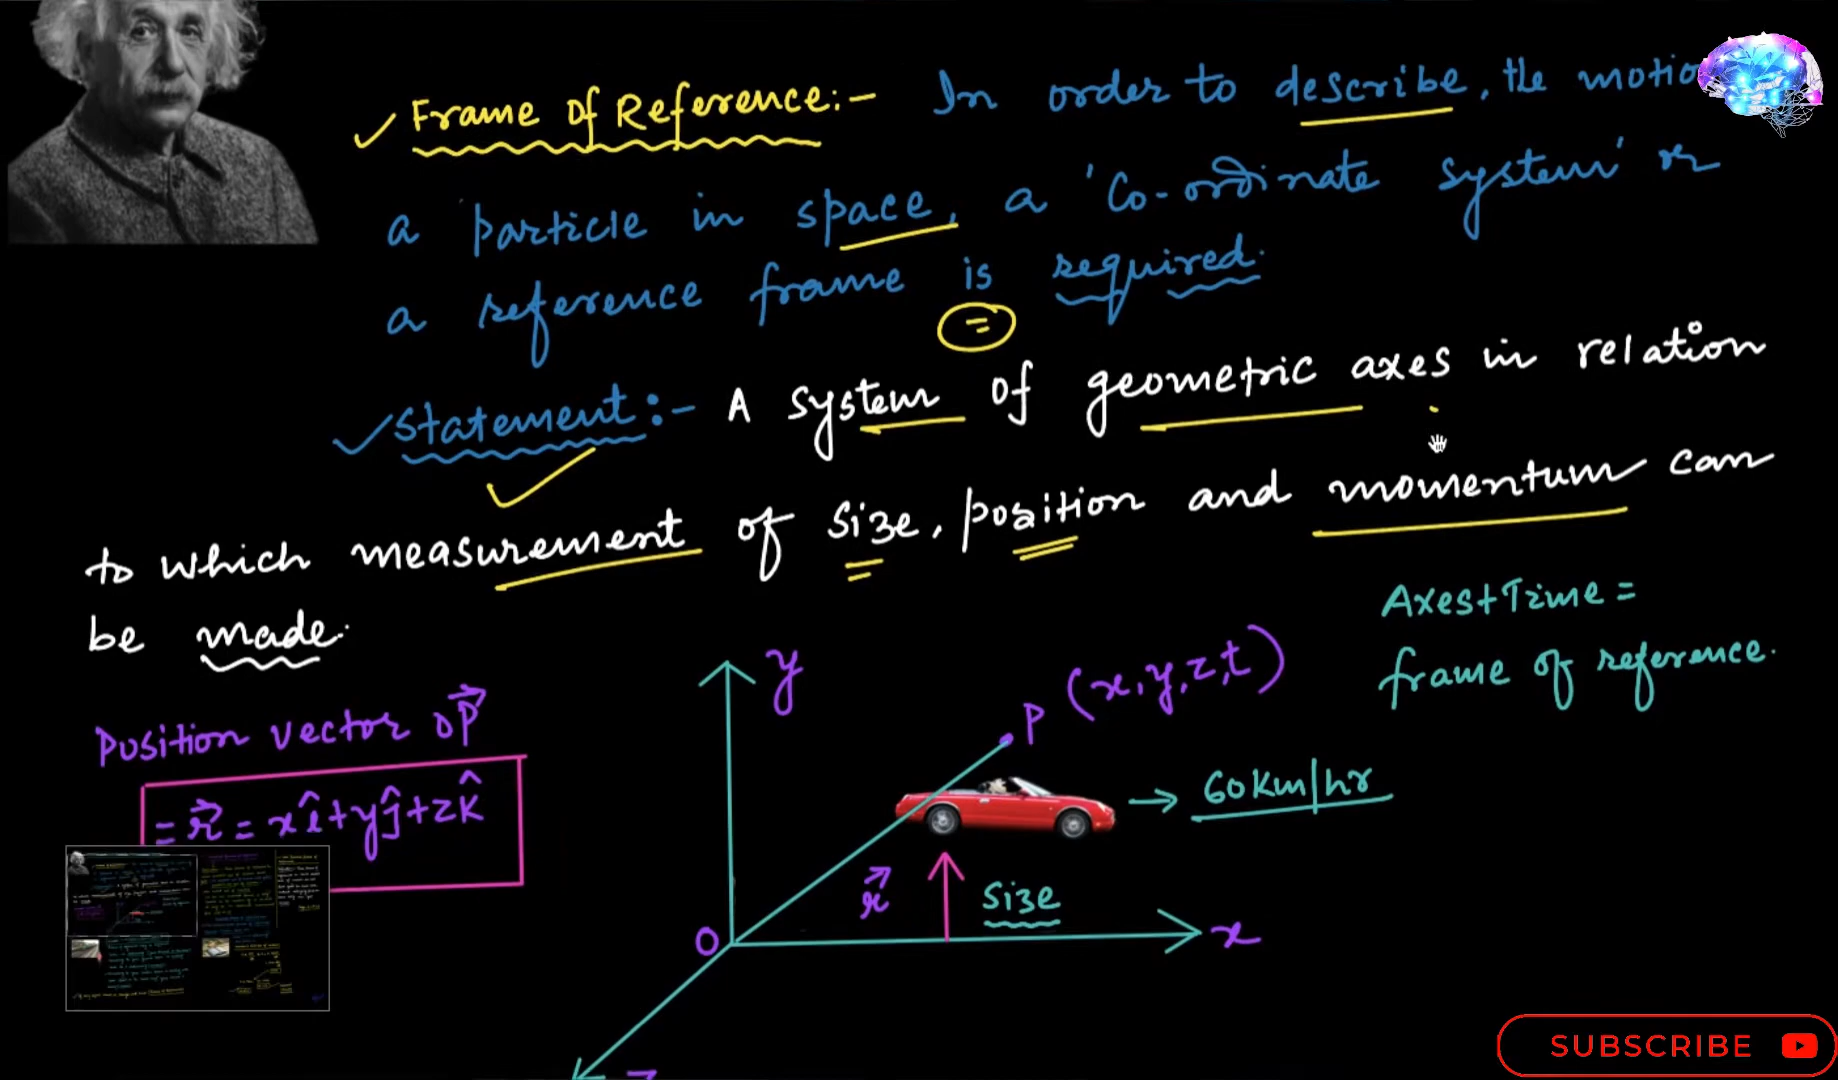 Frame of Reference:- In order to describe, the motio
a particle in space, a 'Co-ordinate system' or
a reference frame is required.
=
Statement:- A system of geometric axes in relation
to which measurement of size, position and momentum can
be made.
Axes+Time =
frame of reference.
Position vector OP
= r = xî+yĵ+zk̂
y
P (x,y,z,t)
60Km/hr
r
Size
O
x
SUBSCRIBE